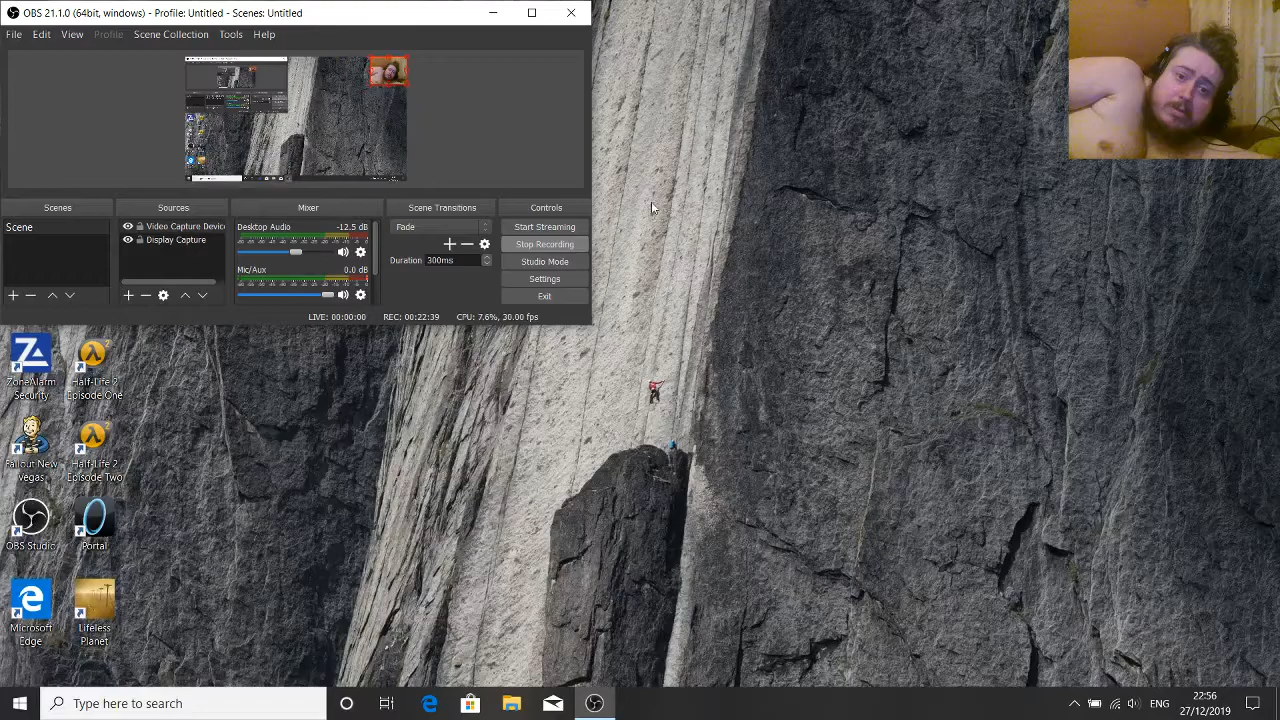 OBS 21.1.0 (64bit, windows) - Profile: Untitled - Scenes: Untitled
File Edit View Profile Scene Collection Tools Help
Scenes Sources Mixer Scene Transitions Controls
Scene
Video Capture Devic
Display Capture
Desktop Audio -12.5 dB
Mic/Aux 0.0 dB
Fade
Duration 300ms
Start Streaming
Stop Recording
Studio Mode
Settings
Exit
LIVE: 00:00:00 REC: 00:22:39 CPU: 7.6%, 30.00 fps
ZoneAlarm
Security
Half-Life 2
Episode One
Fallout New
Vegas
Half-Life 2
Episode Two
OBS Studio
Portal
Microsoft
Edge
Lifeless
Planet
Type here to search
ENG
22:56
27/12/2019